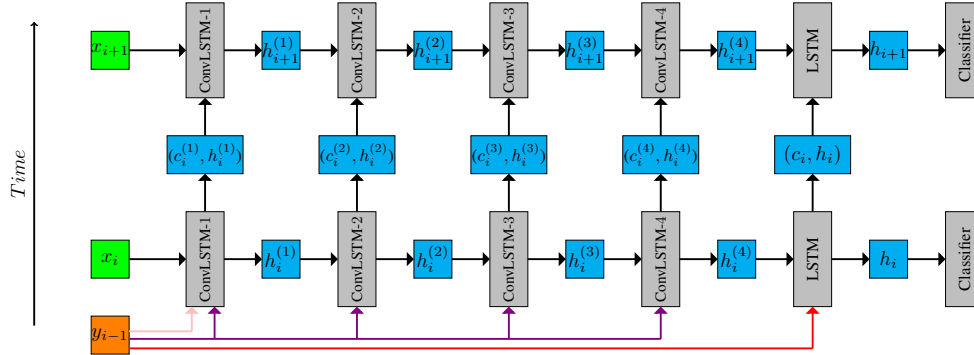 x_{i+1} ConvLSTM-1 h_{i+1}^{(1)} ConvLSTM-2 h_{i+1}^{(2)} ConvLSTM-3 h_{i+1}^{(3)} ConvLSTM-4 h_{i+1}^{(4)} LSTM h_{i+1} Classifier
(c_i^{(1)}, h_i^{(1)}) (c_i^{(2)}, h_i^{(2)}) (c_i^{(3)}, h_i^{(3)}) (c_i^{(4)}, h_i^{(4)}) (c_i, h_i)
Time
x_i ConvLSTM-1 h_i^{(1)} ConvLSTM-2 h_i^{(2)} ConvLSTM-3 h_i^{(3)} ConvLSTM-4 h_i^{(4)} LSTM h_i Classifier
y_{i-1}